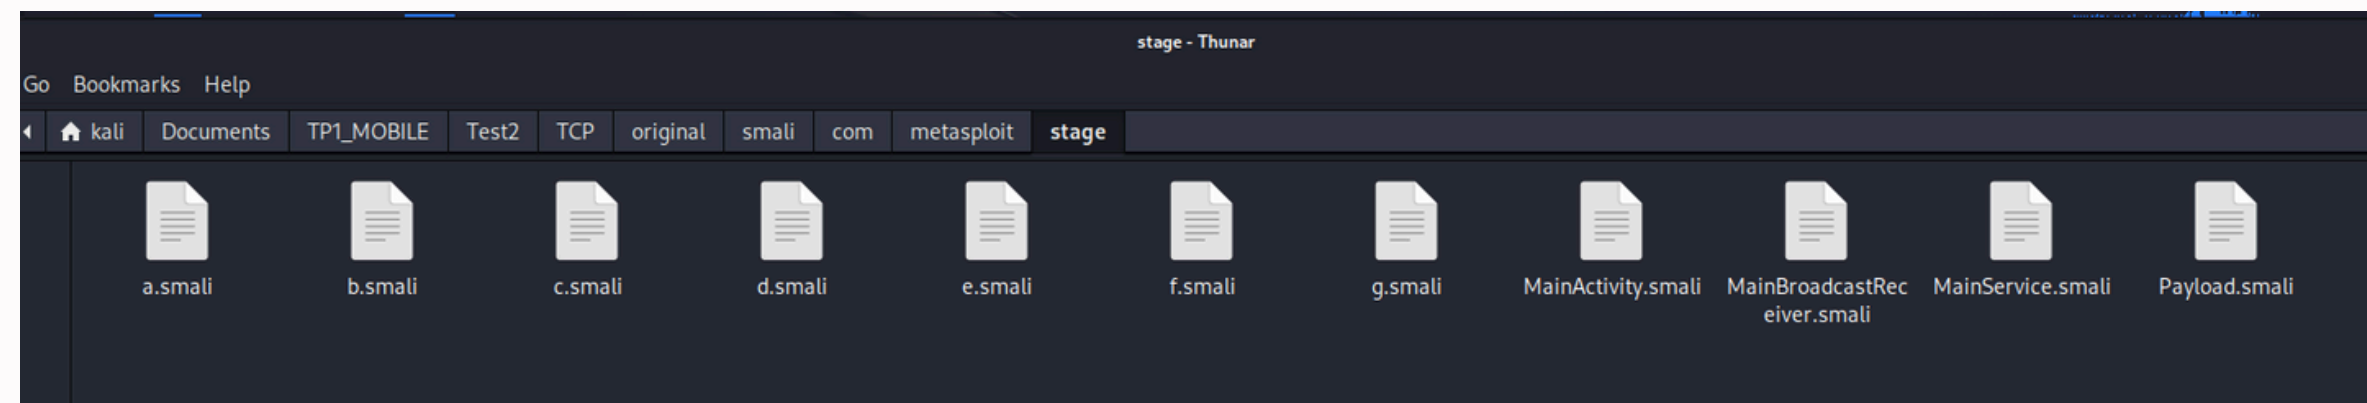 stage - Thunar
Go Bookmarks Help
kali Documents TP1_MOBILE Test2 TCP original smali com metasploit stage
a.smali b.smali c.smali d.smali e.smali f.smali g.smali MainActivity.smali MainBroadcastRec MainService.smali Payload.smali
eiver.smali